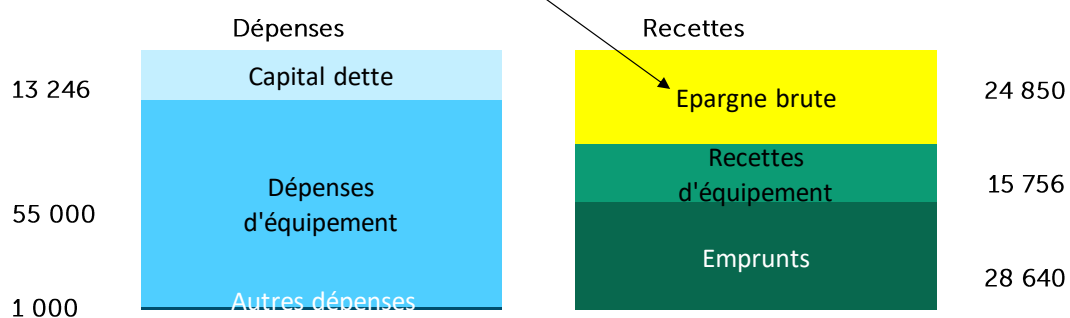 Dépenses
Recettes
13 246
Capital dette
Epargne brute
24 850
Dépenses
d'équipement
55 000
Recettes
d'équipement
15 756
Emprunts
28 640
Autres dépenses
1 000